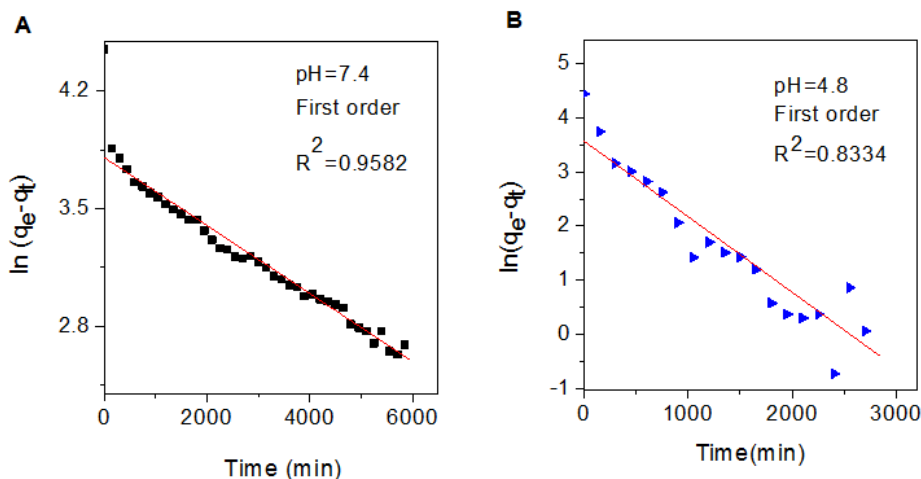 A
pH=7.4
First order
R²=0.9582
4.2
3.5
2.8
ln (qe-qt)
0
2000
4000
6000
Time (min)
B
pH=4.8
First order
R²=0.8334
5
4
3
2
1
0
-1
ln(qe-qt)
0
1000
2000
3000
Time(min)